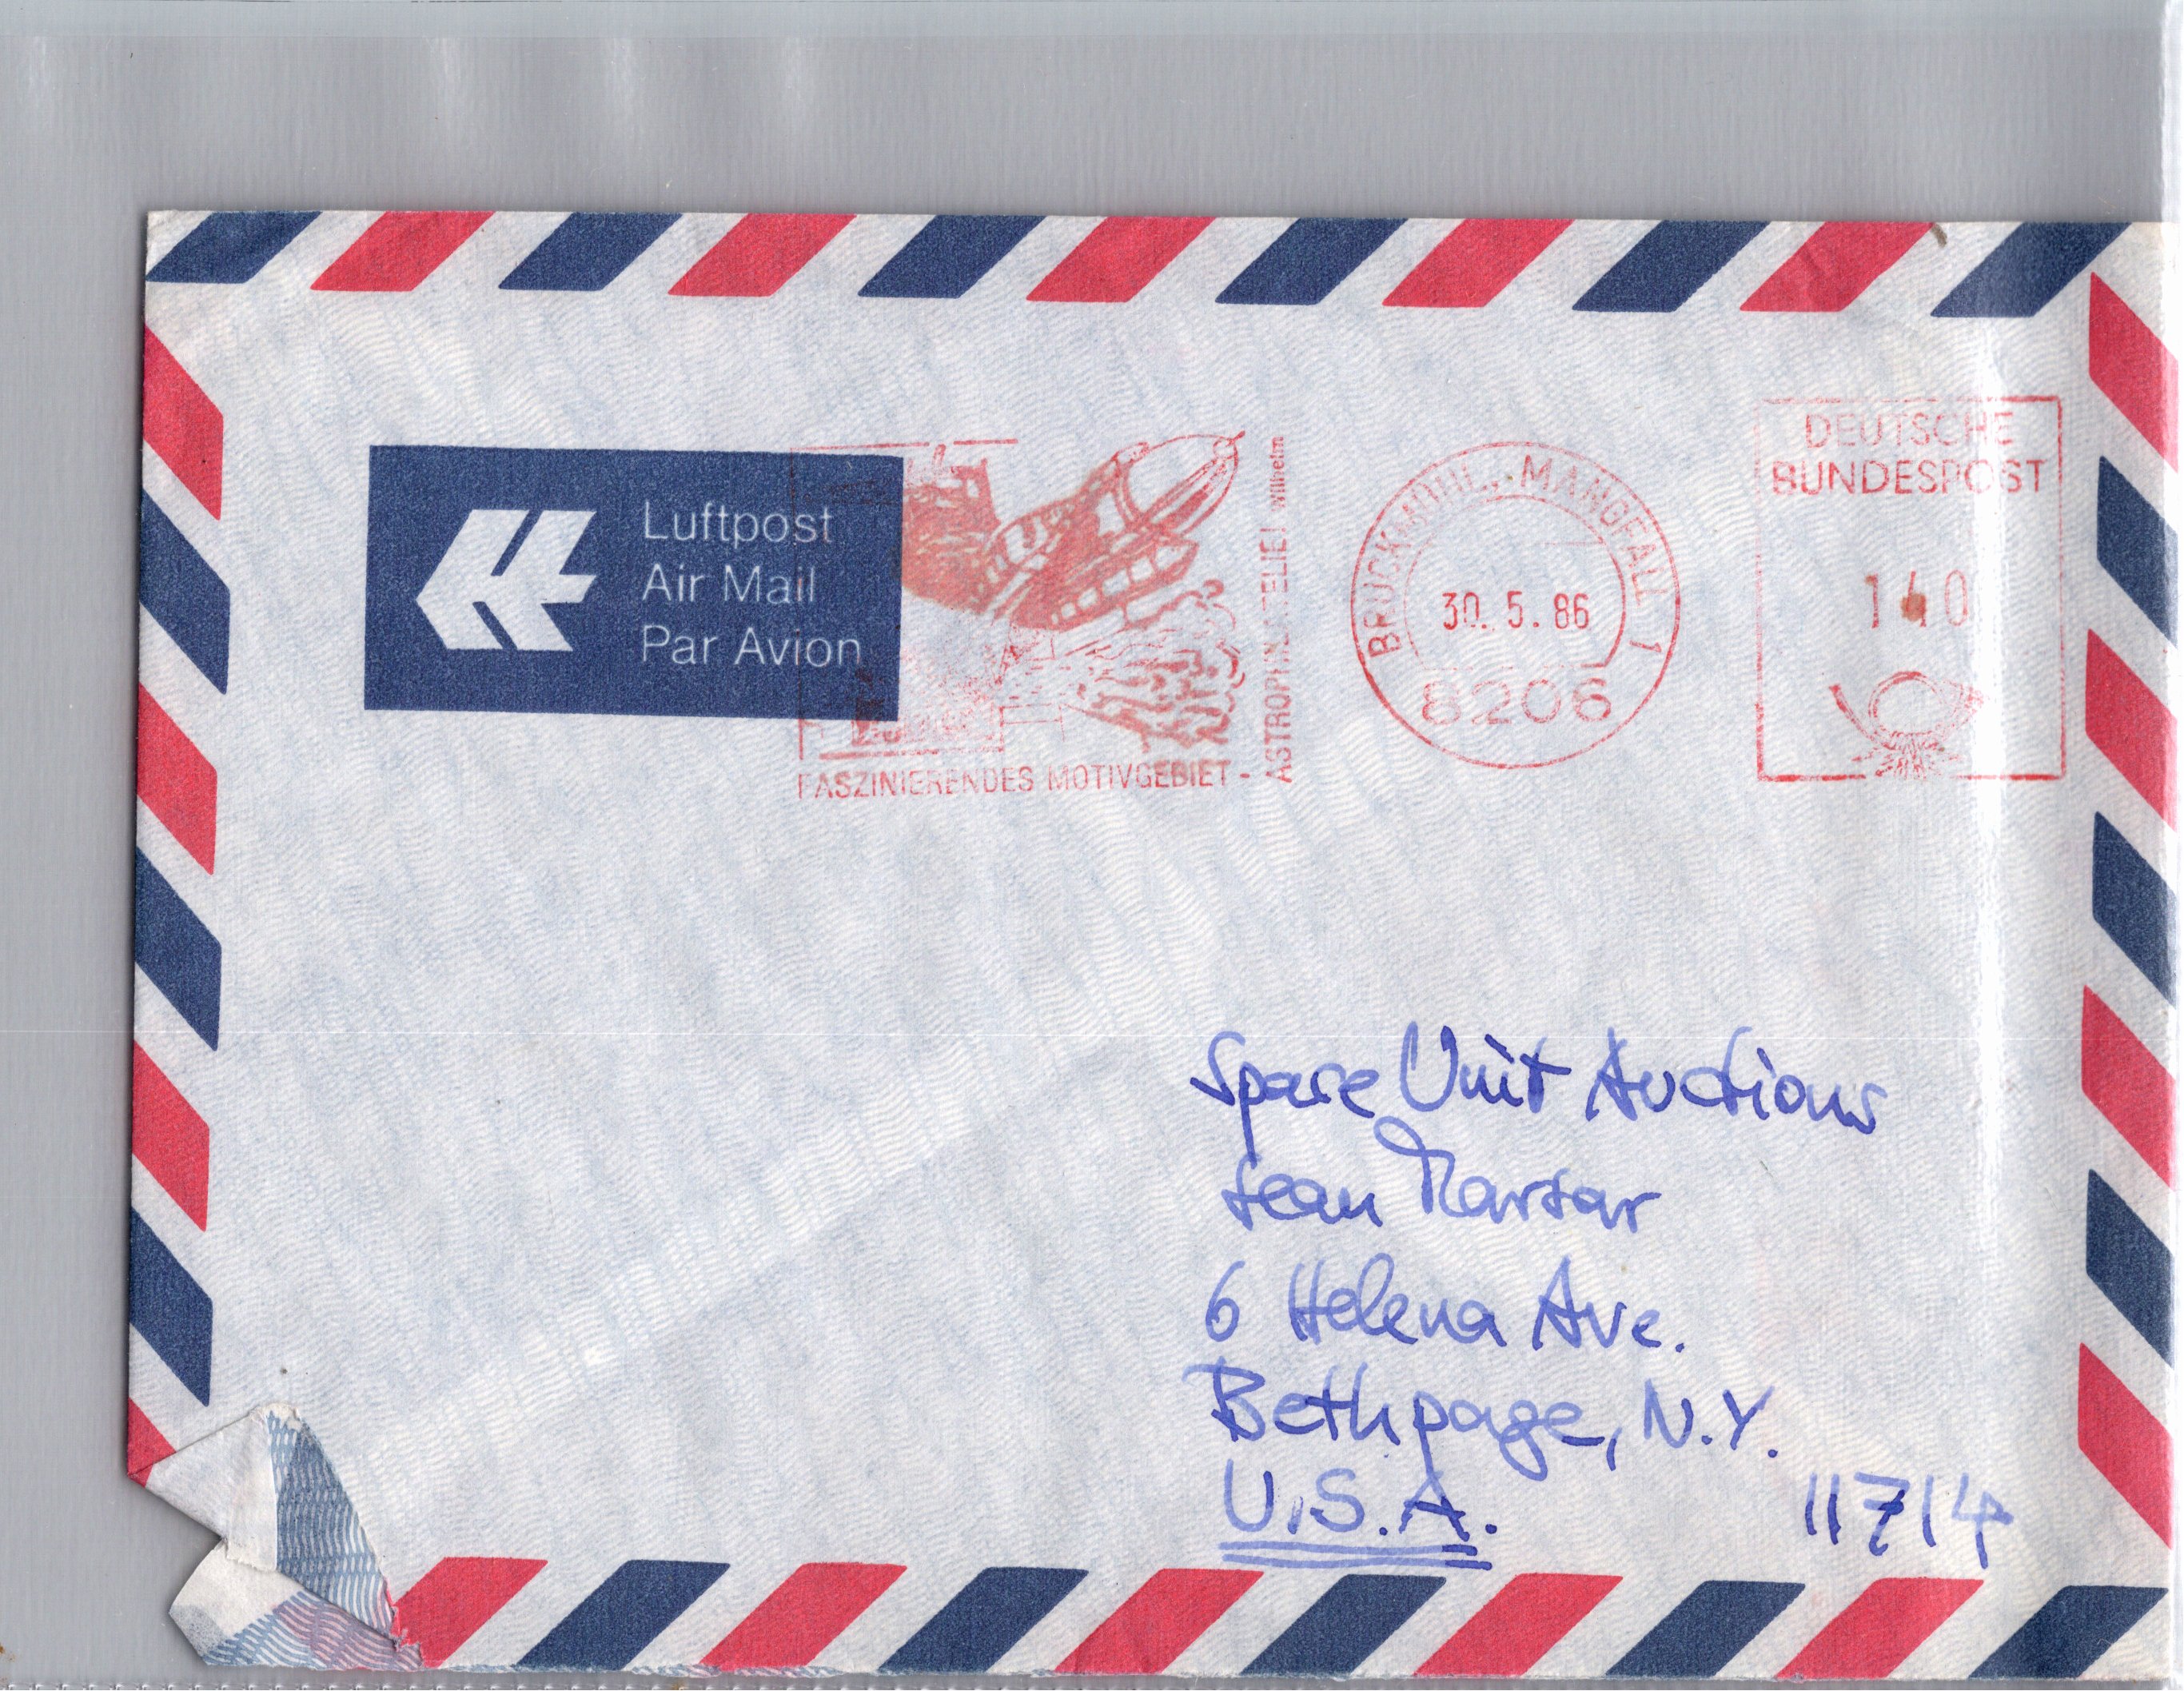 Luftpost
Air Mail
Par Avion
FASZINIERENDES MOTIVGEBIET -
ASTROPHILATELIE! Wilhelm
BRUCKMÜHL, MANGFALL 1
30. 5. 86
8206
DEUTSCHE
BUNDESPOST
140
Space Unit Auctions
6 Helena Ave.
Bethpage, N.Y.
U.S.A. 11714